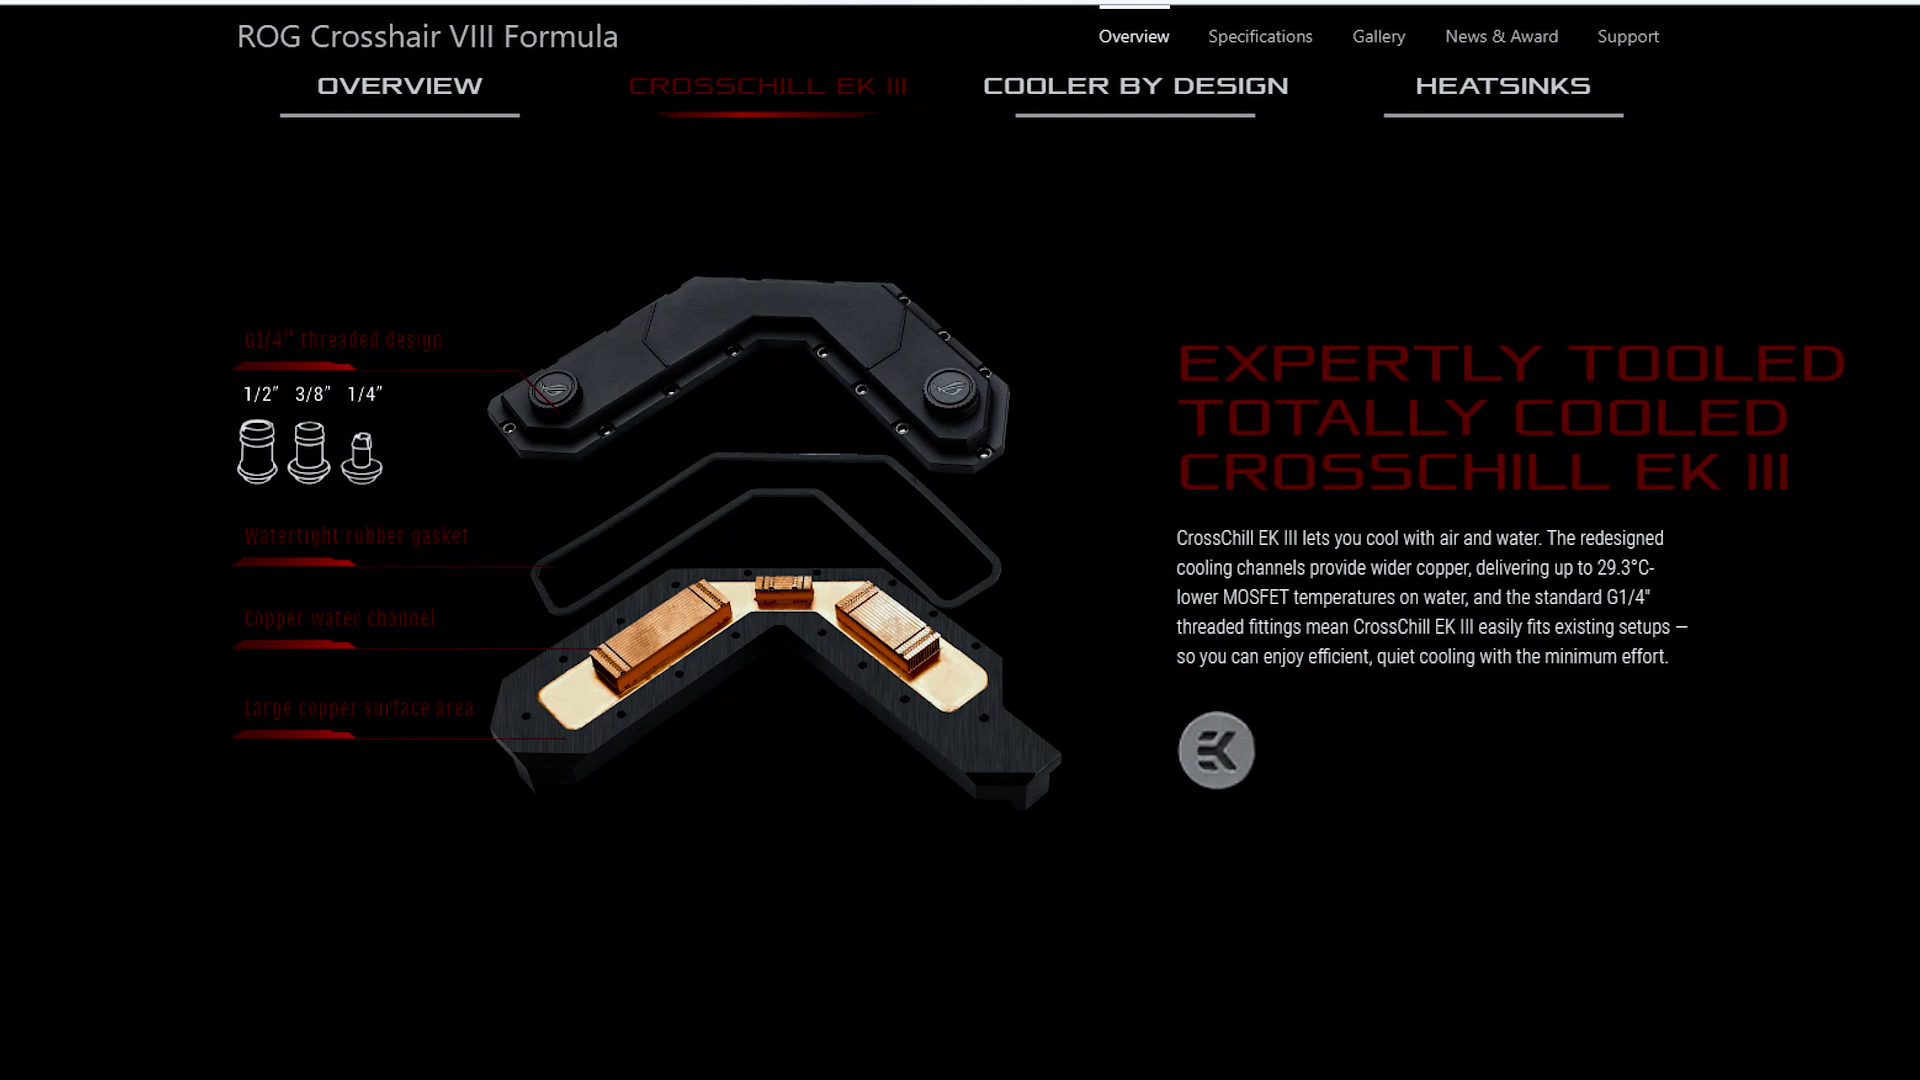 ROG Crosshair VIII Formula
Overview Specifications Gallery News & Award Support
OVERVIEW CROSSCHILL EK III COOLER BY DESIGN HEATSINKS
G1/4" threaded design
1/2" 3/8" 1/4"
Watertight rubber gasket
Copper water channel
Large copper surface area
EXPERTLY TOOLED
TOTALLY COOLED
CROSSCHILL EK III
CrossChill EK III lets you cool with air and water. The redesigned
cooling channels provide wider copper, delivering up to 29.3°C-
lower MOSFET temperatures on water, and the standard G1/4"
threaded fittings mean CrossChill EK III easily fits existing setups —
so you can enjoy efficient, quiet cooling with the minimum effort.
EK